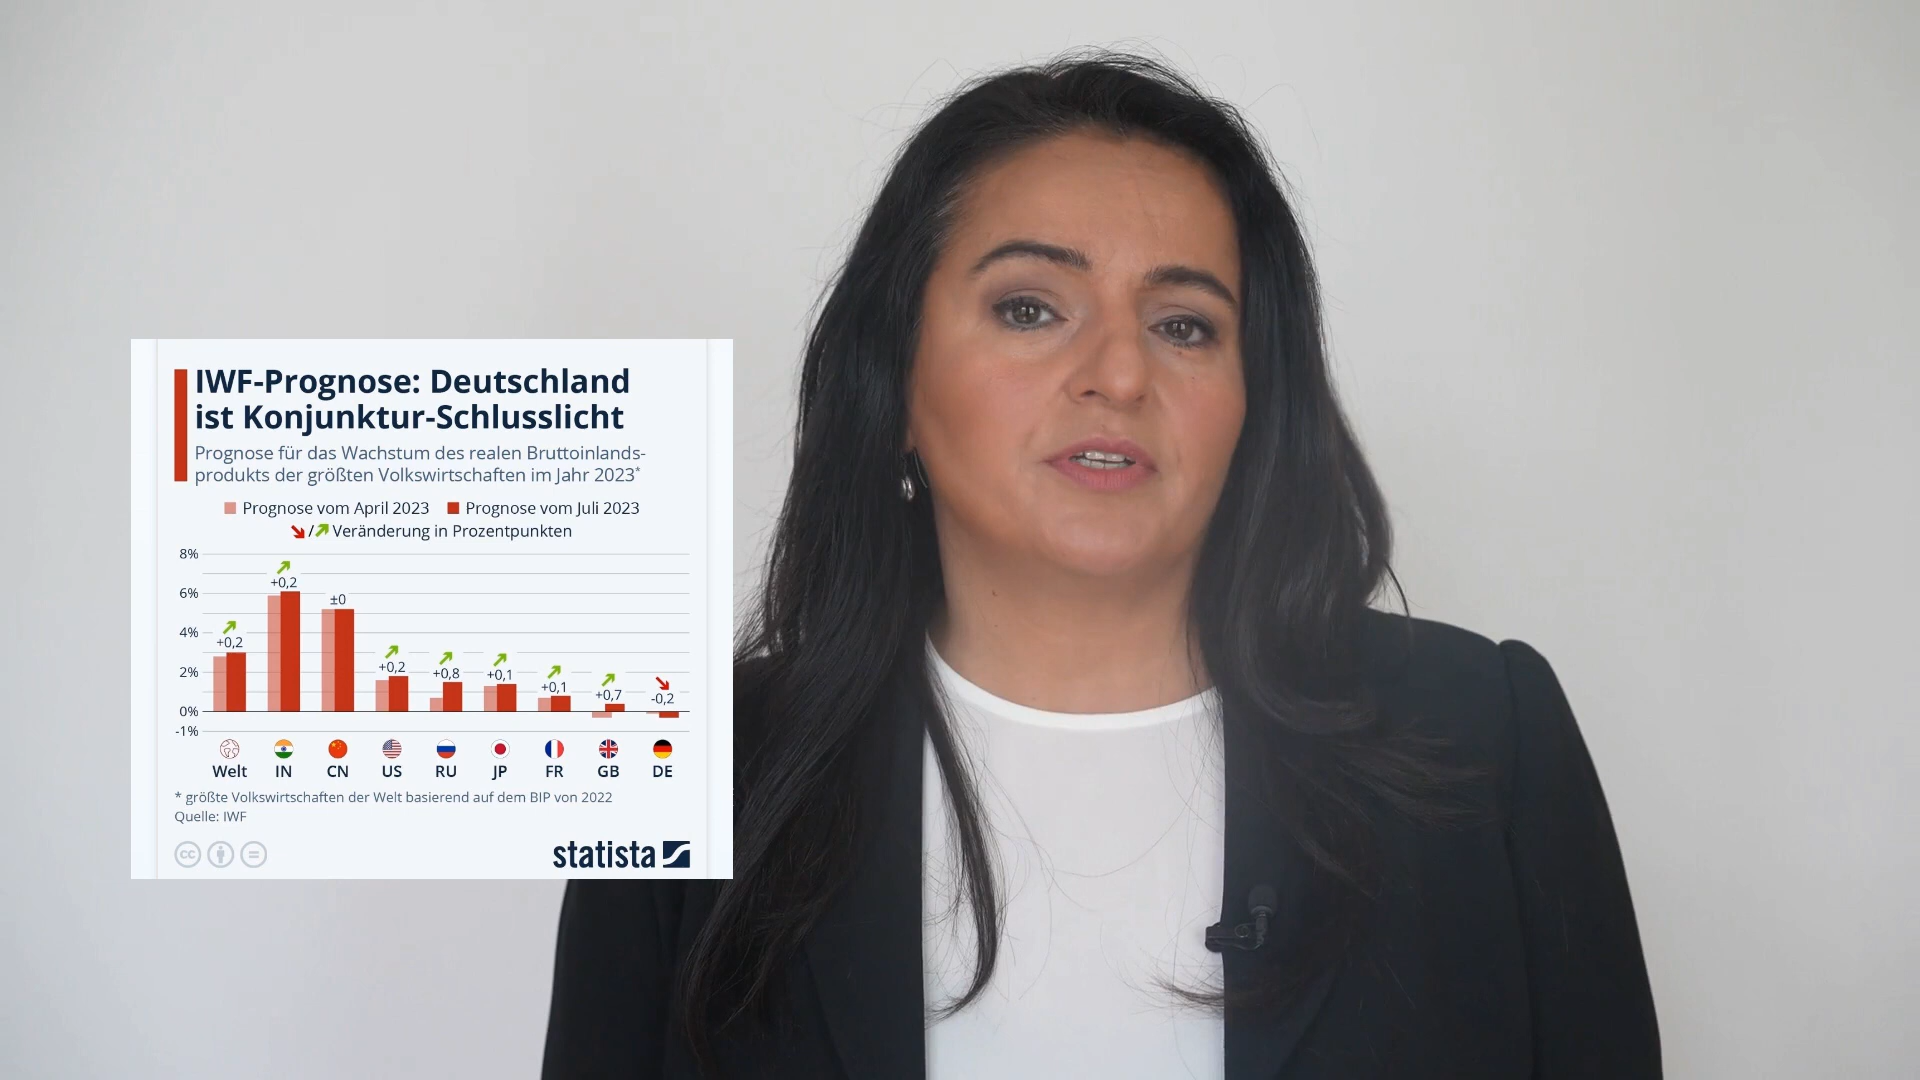 IWF-Prognose: Deutschland
ist Konjunktur-Schlusslicht
Prognose für das Wachstum des realen Bruttoinlands-
produkts der größten Volkswirtschaften im Jahr 2023*
Prognose vom April 2023 Prognose vom Juli 2023
/ Veränderung in Prozentpunkten
8%
6%
4%
2%
0%
-1%
+0,2 +0,2 ±0 +0,2 +0,8 +0,1 +0,1 +0,7 -0,2
Welt IN CN US RU JP FR GB DE
* größte Volkswirtschaften der Welt basierend auf dem BIP von 2022
Quelle: IWF
cc
statista